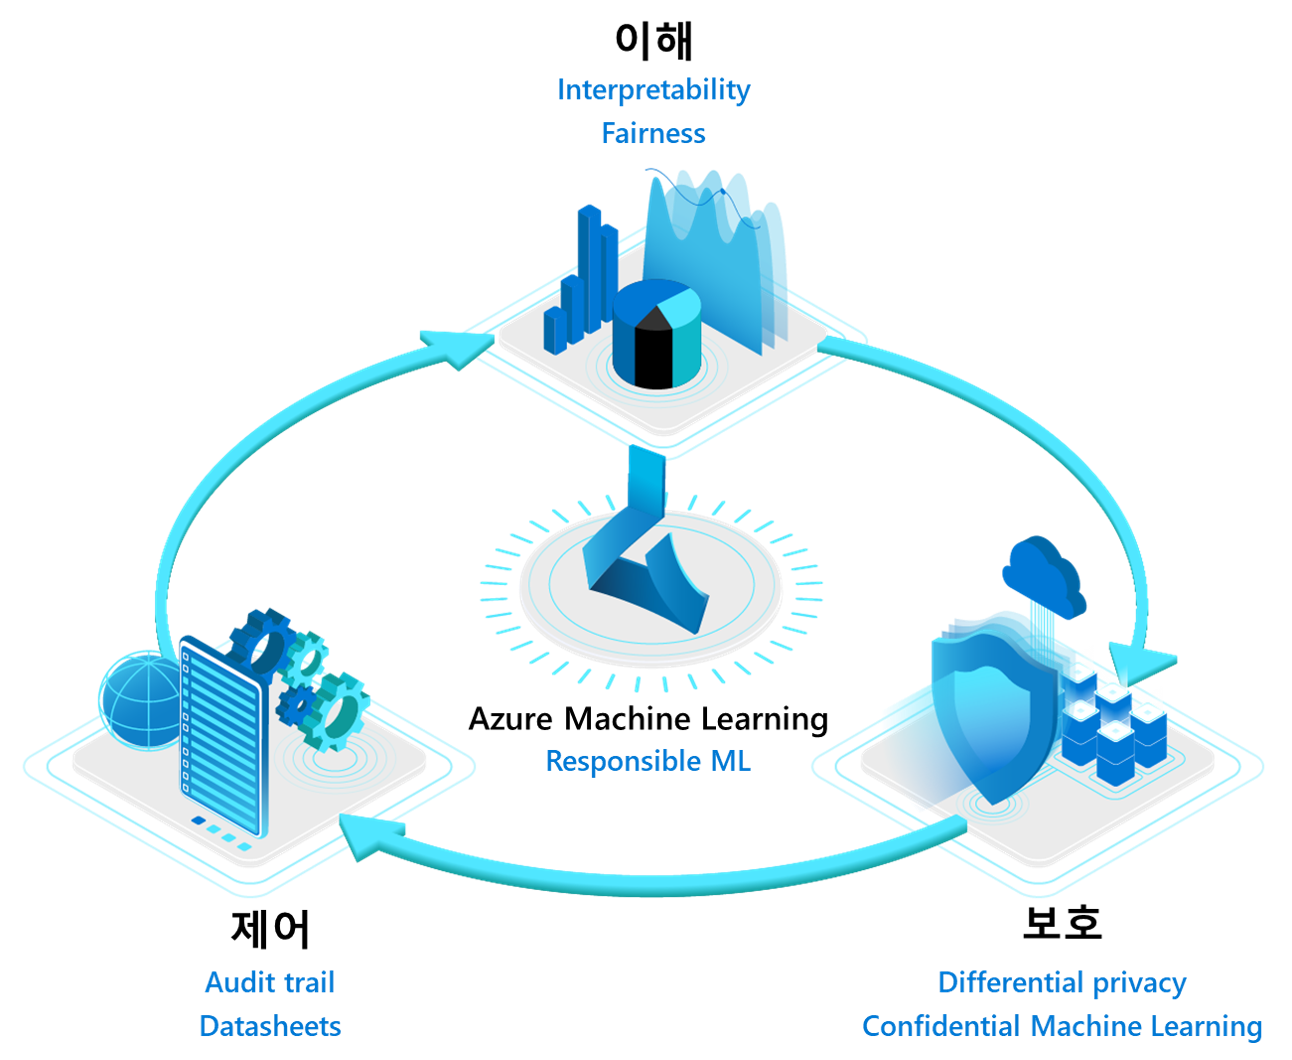 이해
Interpretability
Fairness
Azure Machine Learning
Responsible ML
제어
Audit trail
Datasheets
보호
Differential privacy
Confidential Machine Learning